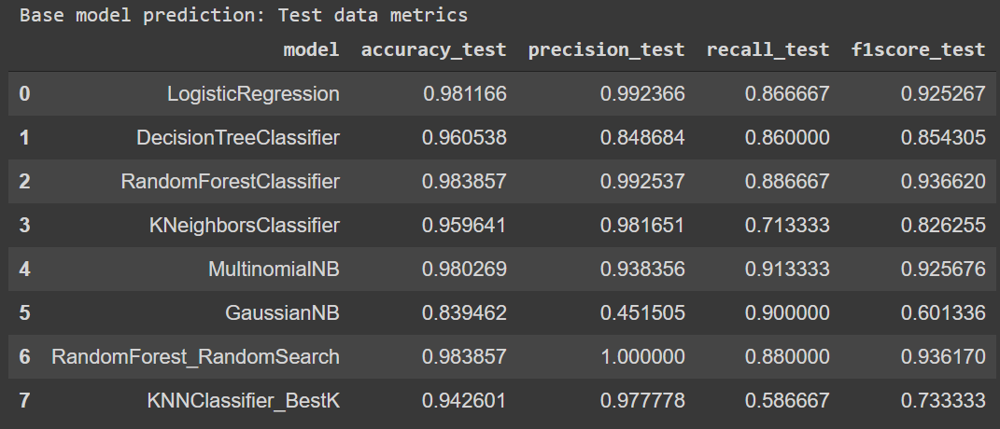 Base model prediction: Test data metrics
model accuracy_test precision_test recall_test f1score_test
0 LogisticRegression 0.981166 0.992366 0.866667 0.925267
1 DecisionTreeClassifier 0.960538 0.848684 0.860000 0.854305
2 RandomForestClassifier 0.983857 0.992537 0.886667 0.936620
3 KNeighborsClassifier 0.959641 0.981651 0.713333 0.826255
4 MultinomialNB 0.980269 0.938356 0.913333 0.925676
5 GaussianNB 0.839462 0.451505 0.900000 0.601336
6 RandomForest_RandomSearch 0.983857 1.000000 0.880000 0.936170
7 KNNClassifier_BestK 0.942601 0.977778 0.586667 0.733333